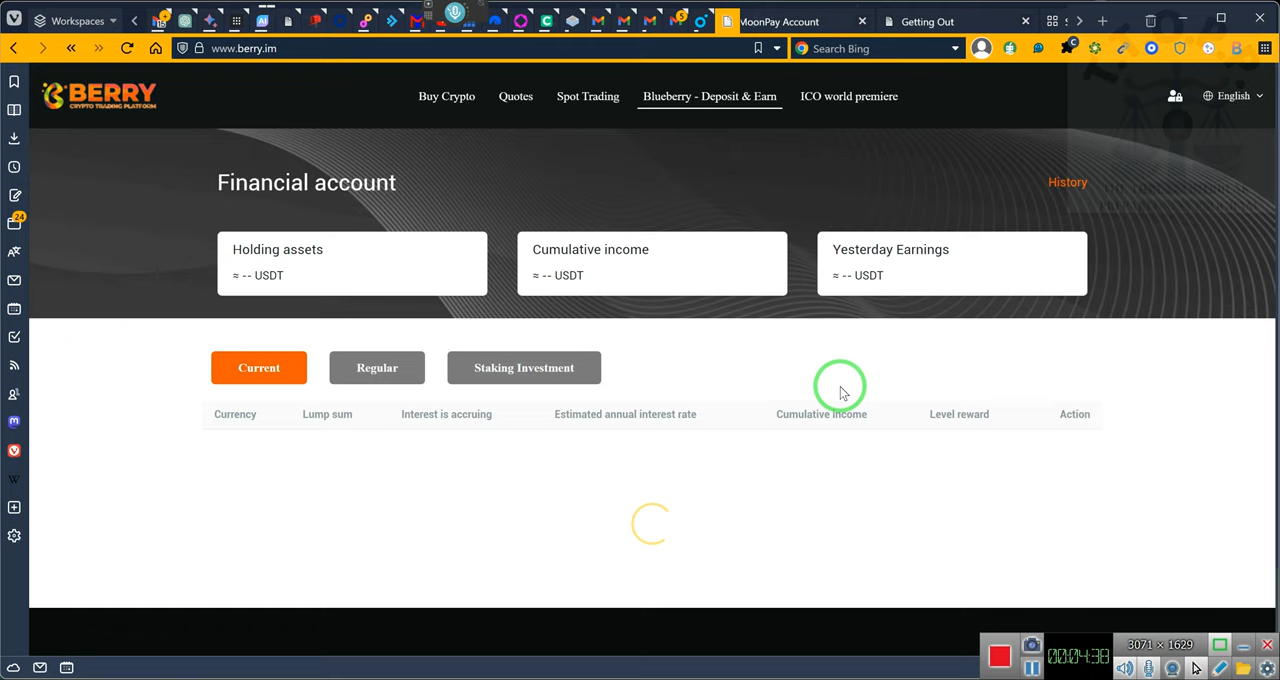 Workspaces
MoonPay Account
Getting Out
www.berry.im
Search Bing
BERRY
CRYPTO TRADING PLATFORM
Buy Crypto
Quotes
Spot Trading
Blueberry - Deposit & Earn
ICO world premiere
English
Financial account
History
Holding assets
Cumulative income
Yesterday Earnings
≈ -- USDT
≈ -- USDT
≈ -- USDT
Current
Regular
Staking Investment
Currency
Lump sum
Interest is accruing
Estimated annual interest rate
Cumulative income
Level reward
Action
24
3071 × 1629
00:04:38